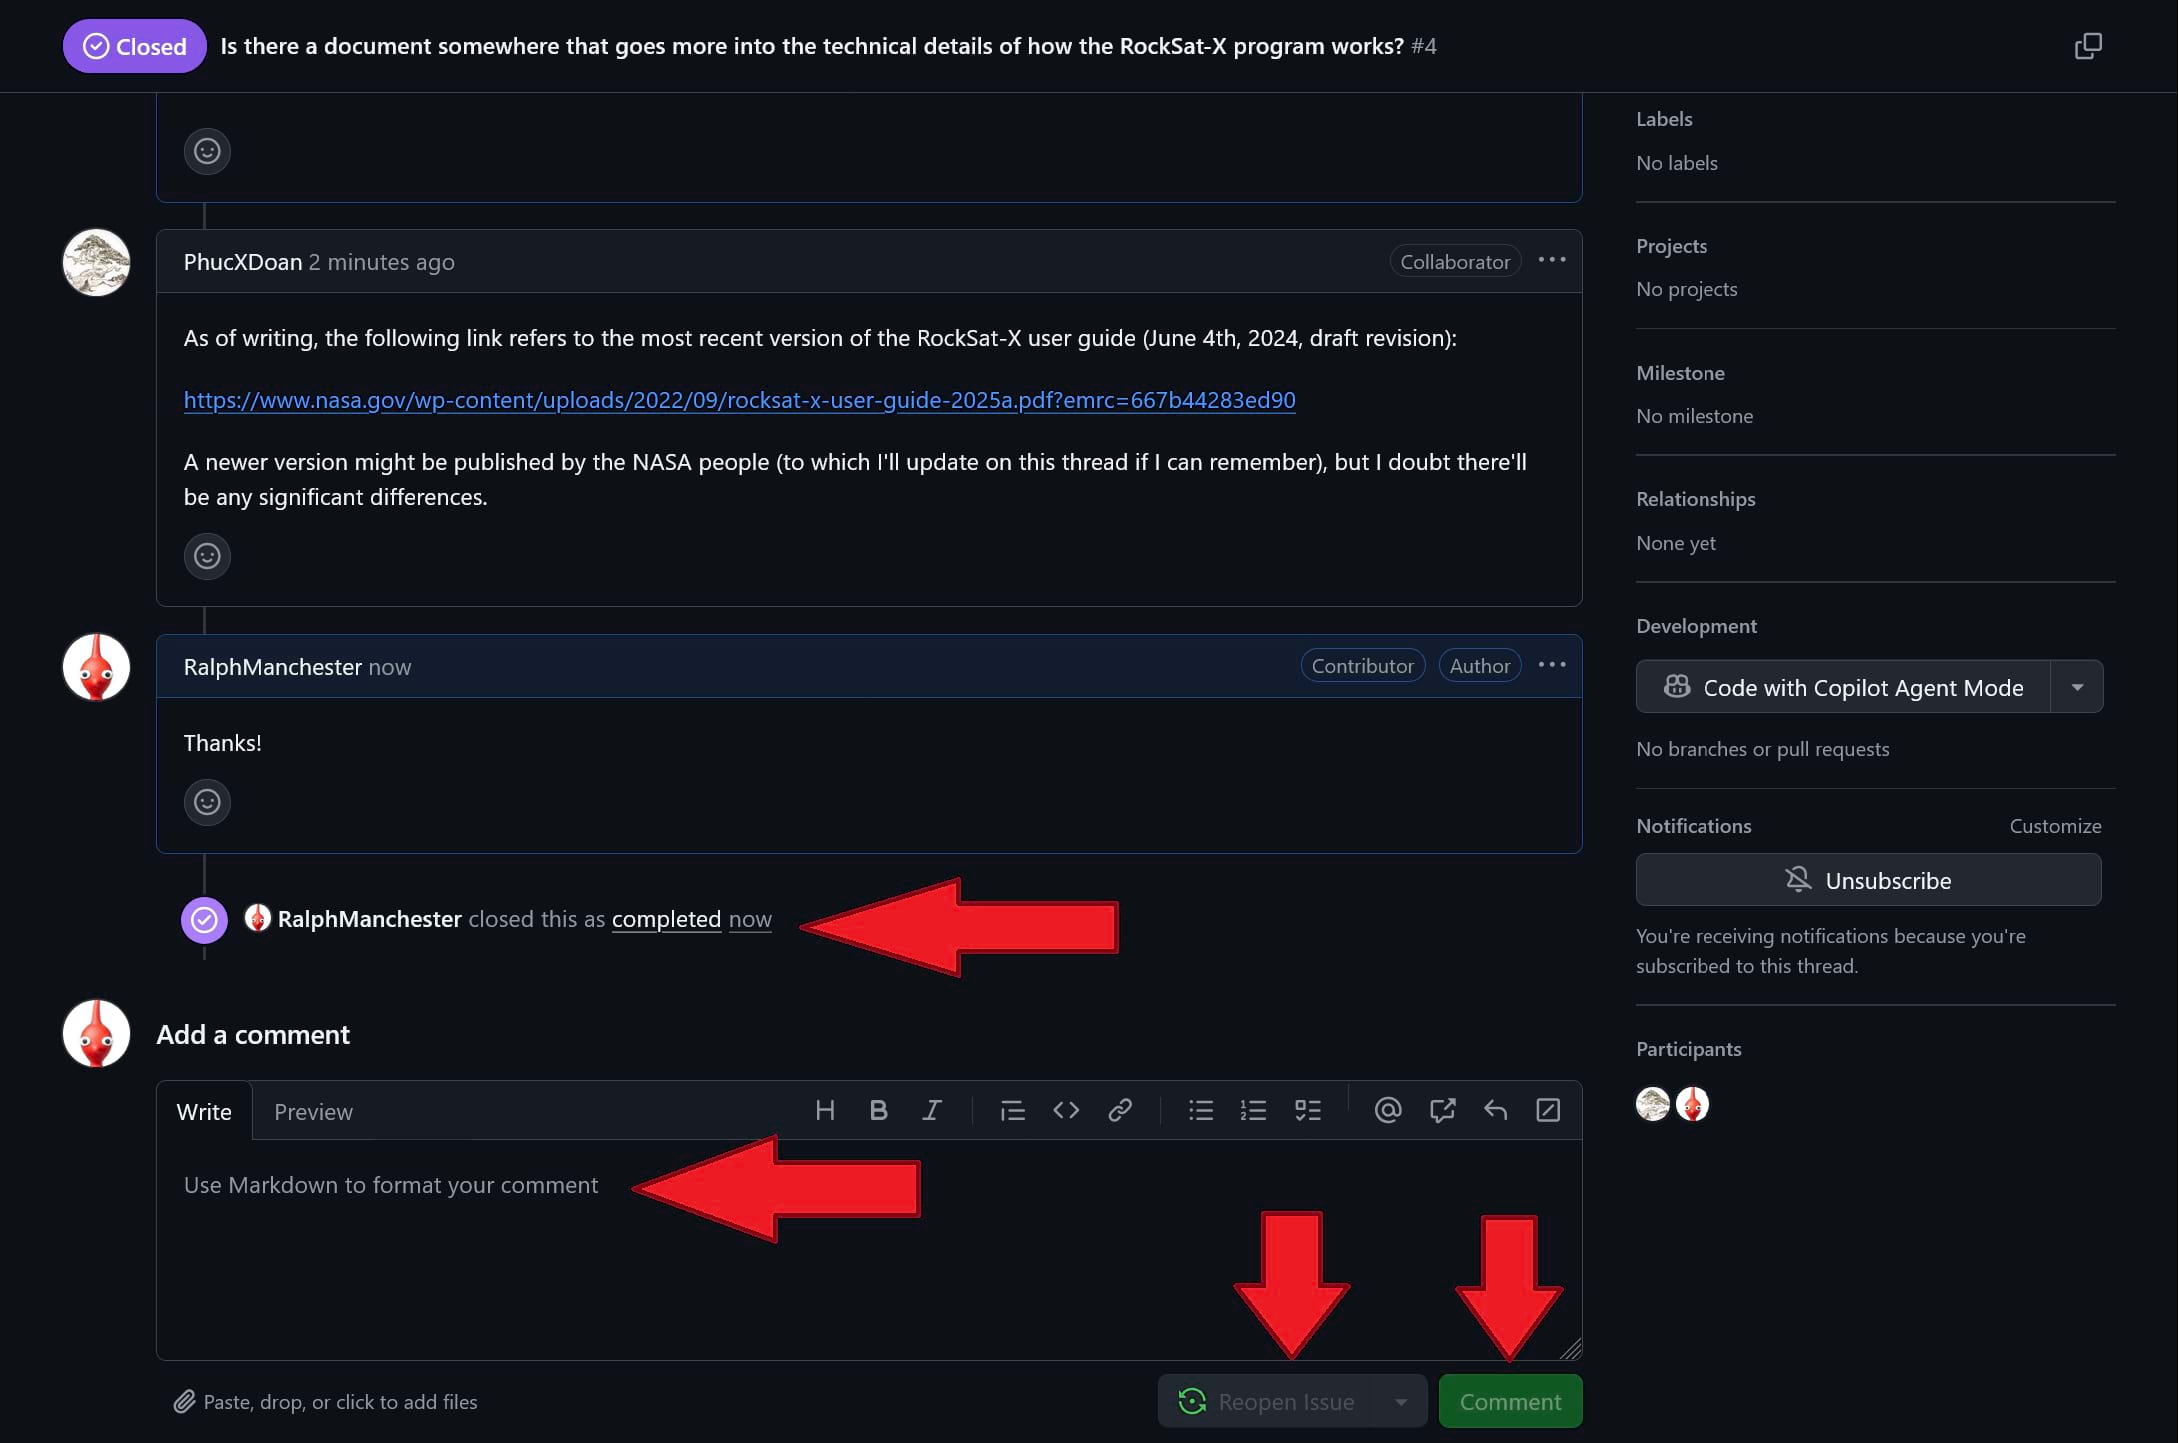 Closed Is there a document somewhere that goes more into the technical details of how the RockSat-X program works? #4
PhucXDoan 2 minutes ago Collaborator
As of writing, the following link refers to the most recent version of the RockSat-X user guide (June 4th, 2024, draft revision):
https://www.nasa.gov/wp-content/uploads/2022/09/rocksat-x-user-guide-2025a.pdf?emrc=667b44283ed90
A newer version might be published by the NASA people (to which I'll update on this thread if I can remember), but I doubt there'll
be any significant differences.
RalphManchester now Contributor Author
Thanks!
RalphManchester closed this as completed now
Add a comment
Write Preview
Use Markdown to format your comment
Paste, drop, or click to add files
Reopen Issue Comment
Labels
No labels
Projects
No projects
Milestone
No milestone
Relationships
None yet
Development
Code with Copilot Agent Mode
No branches or pull requests
Notifications Customize
Unsubscribe
You're receiving notifications because you're
subscribed to this thread.
Participants